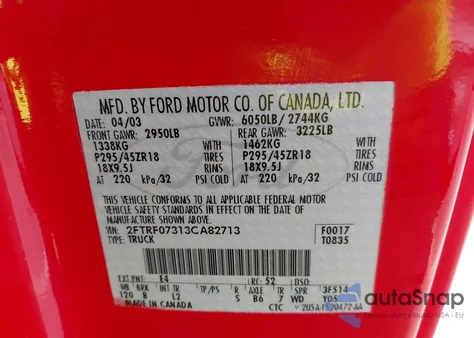 MFD. BY FORD MOTOR CO. OF CANADA, LTD.
DATE: 04/03 GVWR: 6050LB/ 2744KG
FRONT GAWR: 2950LB REAR GAWR: 3225LB
1338KG WITH 1462KG WITH
P295/45ZR18 TIRES P295/45ZR18 TIRES
18X9.5J RIMS 18X9.5J RIMS
AT 220 kPa/32 PSI COLD AT 220 kPa/32 PSI COLD
THIS VEHICLE CONFORMS TO ALL APPLICABLE FEDERAL MOTOR
VEHICLE SAFETY STANDARDS IN EFFECT ON THE DATE OF
MANUFACTURE SHOWN ABOVE.
VIN: 2FTRF07313CA82713 F0017
TYPE: TRUCK T0835
EXT PNT: E4 RC: 52 DSO:
WB BRK INT TR TP/PS R AXLE TR SPR 3F514
120 B L2 S B6 7 WD Y05
MADE IN CANADA CTC
autoSnap